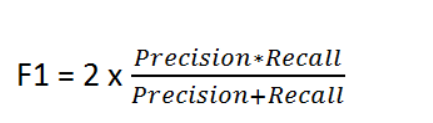 F1 = 2 x Precision*Recall
Precision+Recall